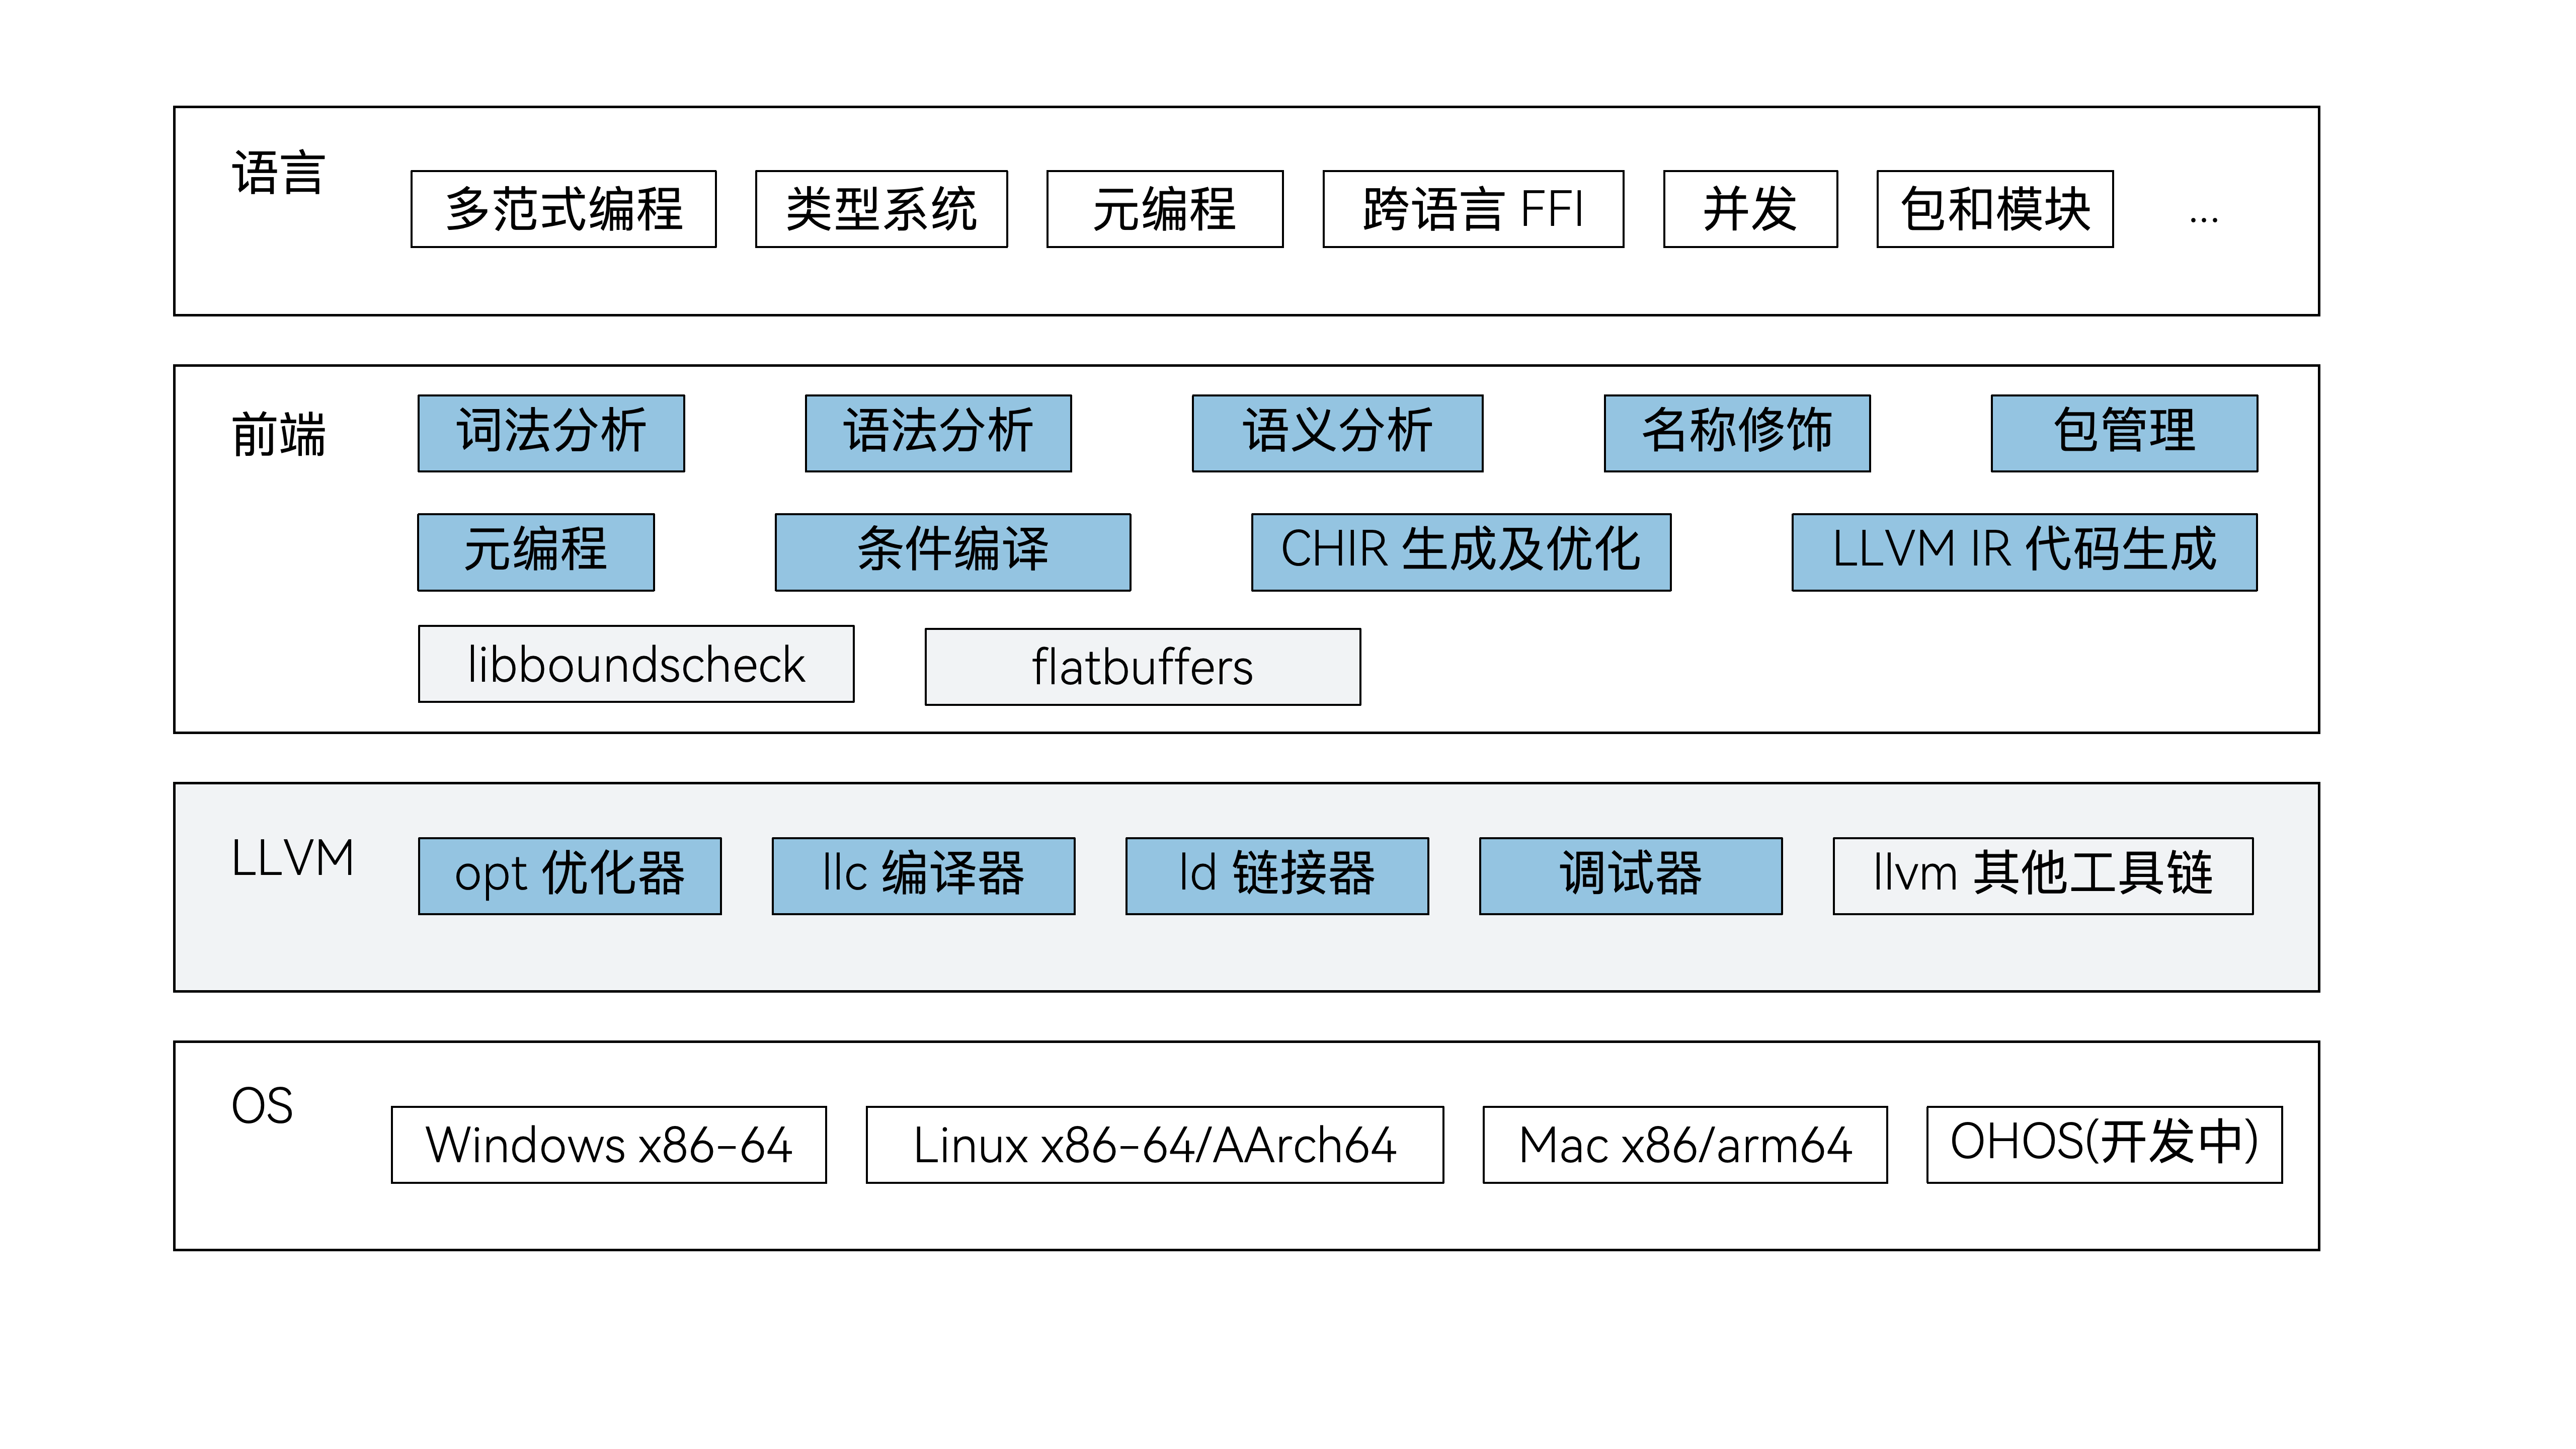 语言
多范式编程 类型系统 元编程 跨语言 FFI 并发 包和模块 ...
前端
词法分析 语法分析 语义分析 名称修饰 包管理
元编程 条件编译 CHIR 生成及优化 LLVM IR 代码生成
libboundscheck flatbuffers
LLVM
opt 优化器 llc 编译器 ld 链接器 调试器 llvm 其他工具链
OS
Windows x86-64 Linux x86-64/AArch64 Mac x86/arm64 OHOS(开发中)